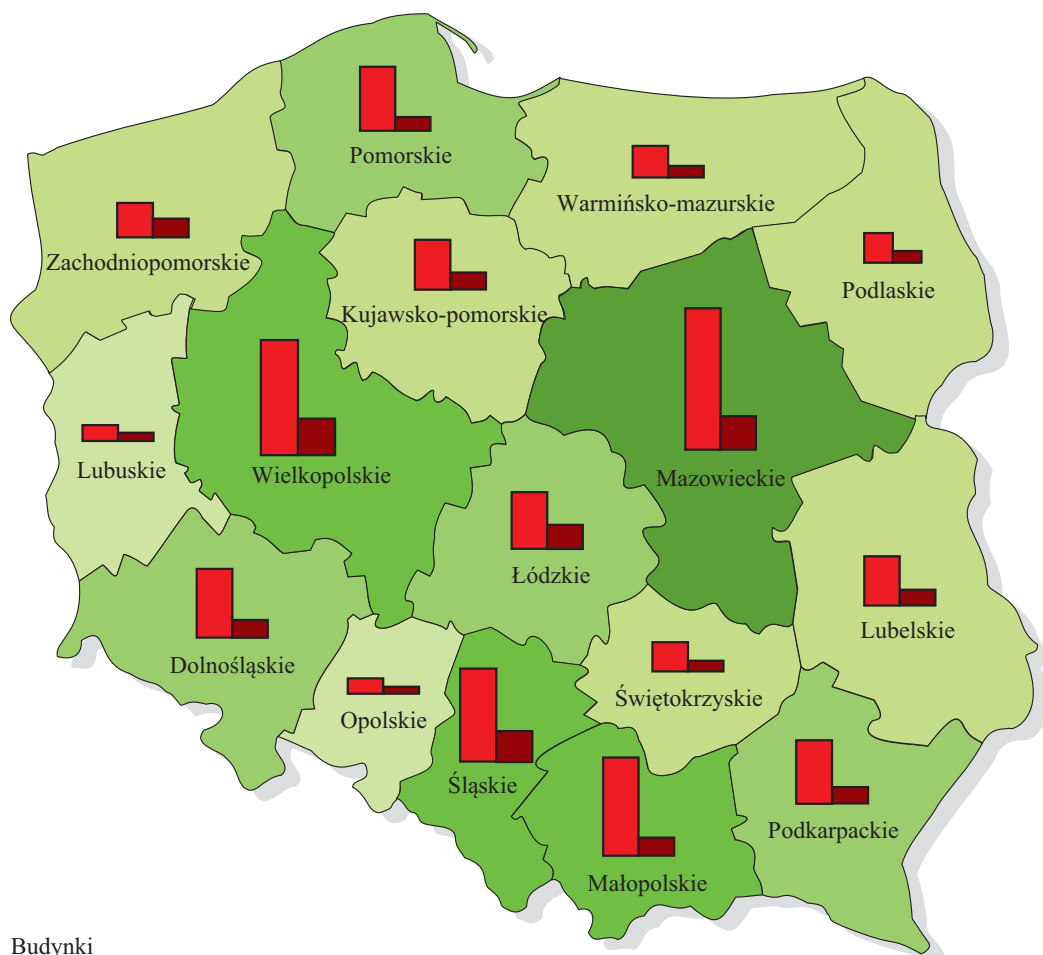 Pomorskie
Warmińsko-mazurskie
Zachodniopomorskie
Podlaskie
Kujawsko-pomorskie
Lubuskie
Wielkopolskie
Mazowieckie
Łódzkie
Lubelskie
Dolnośląskie
Świętokrzyskie
Opolskie
Śląskie
Podkarpackie
Małopolskie
Budynki